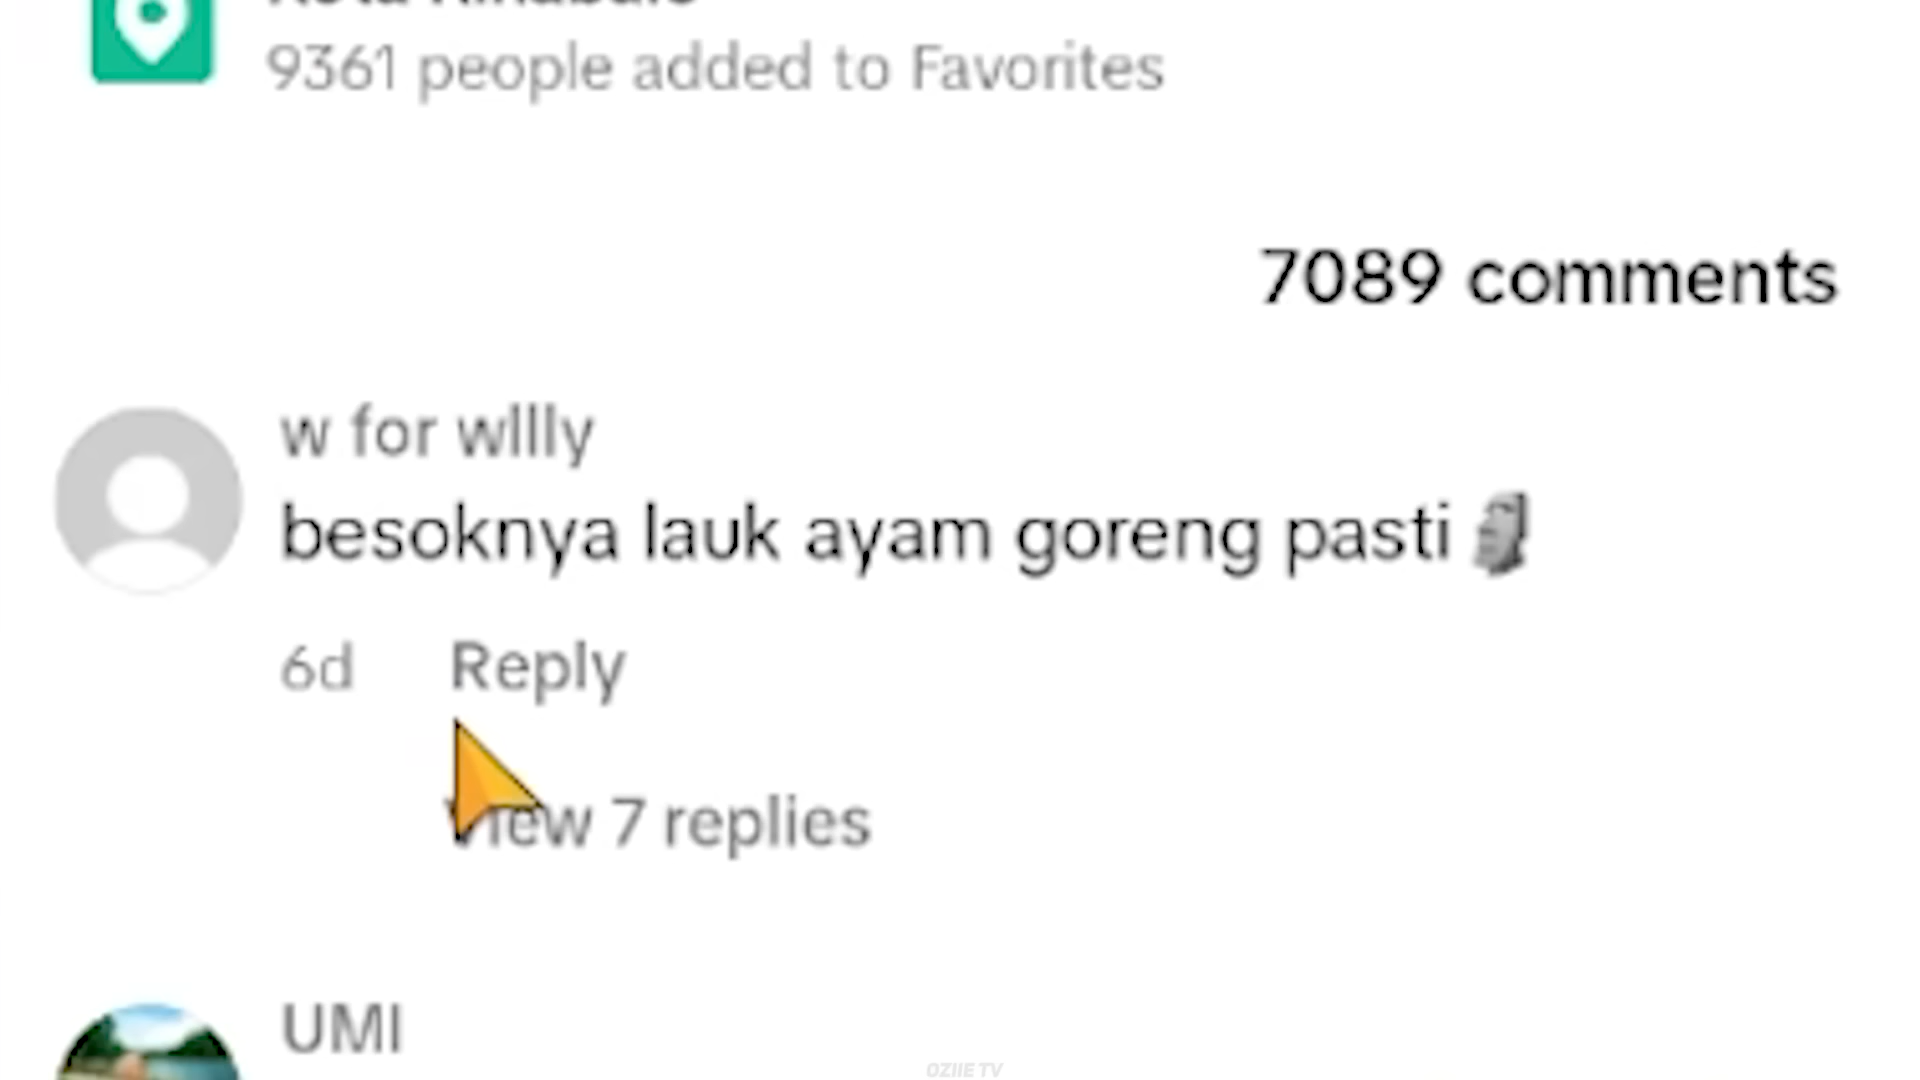 9361 people added to Favorites
7089 comments
w for wllly
besoknya lauk ayam goreng pasti 🗿
6d Reply
View 7 replies
UMI
OZIIE TV